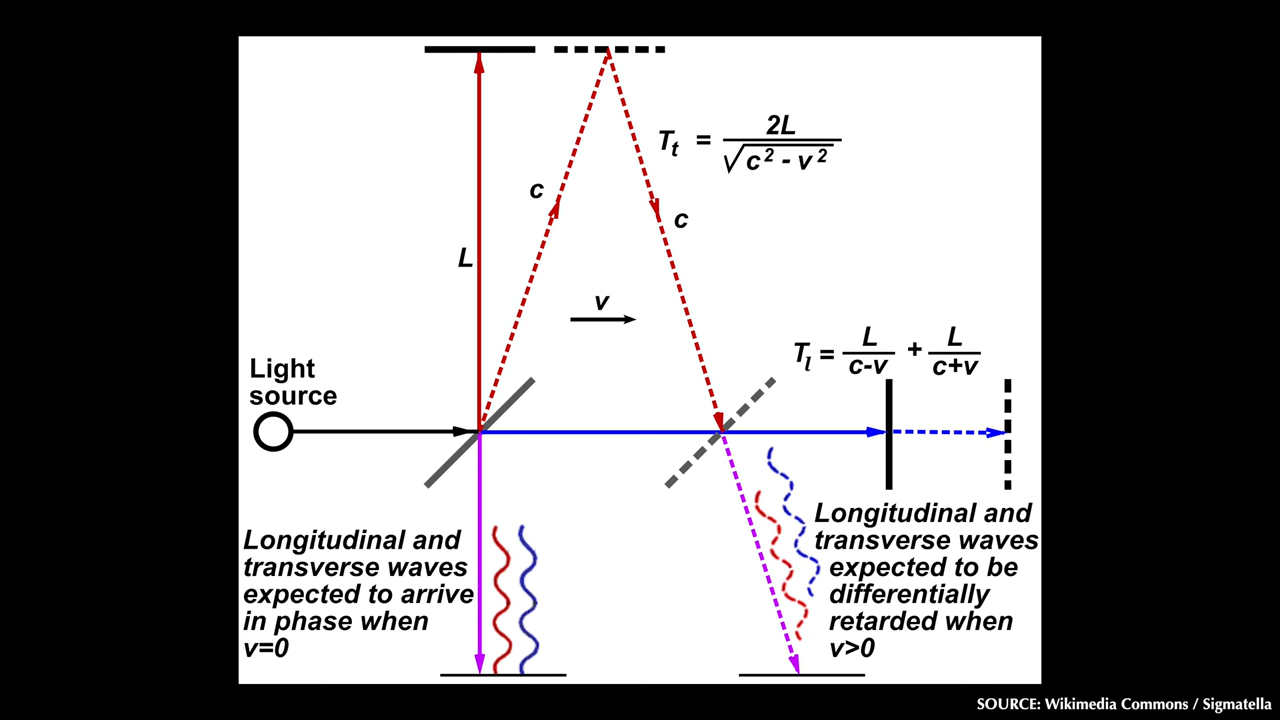 T_t = 2L / √(c² - v²)
c
c
L
v
T_l = L/(c-v) + L/(c+v)
Light
source
Longitudinal and
transverse waves
expected to arrive
in phase when
v=0
Longitudinal and
transverse waves
expected to be
differentially
retarded when
v>0
SOURCE: Wikimedia Commons / Sigmatella